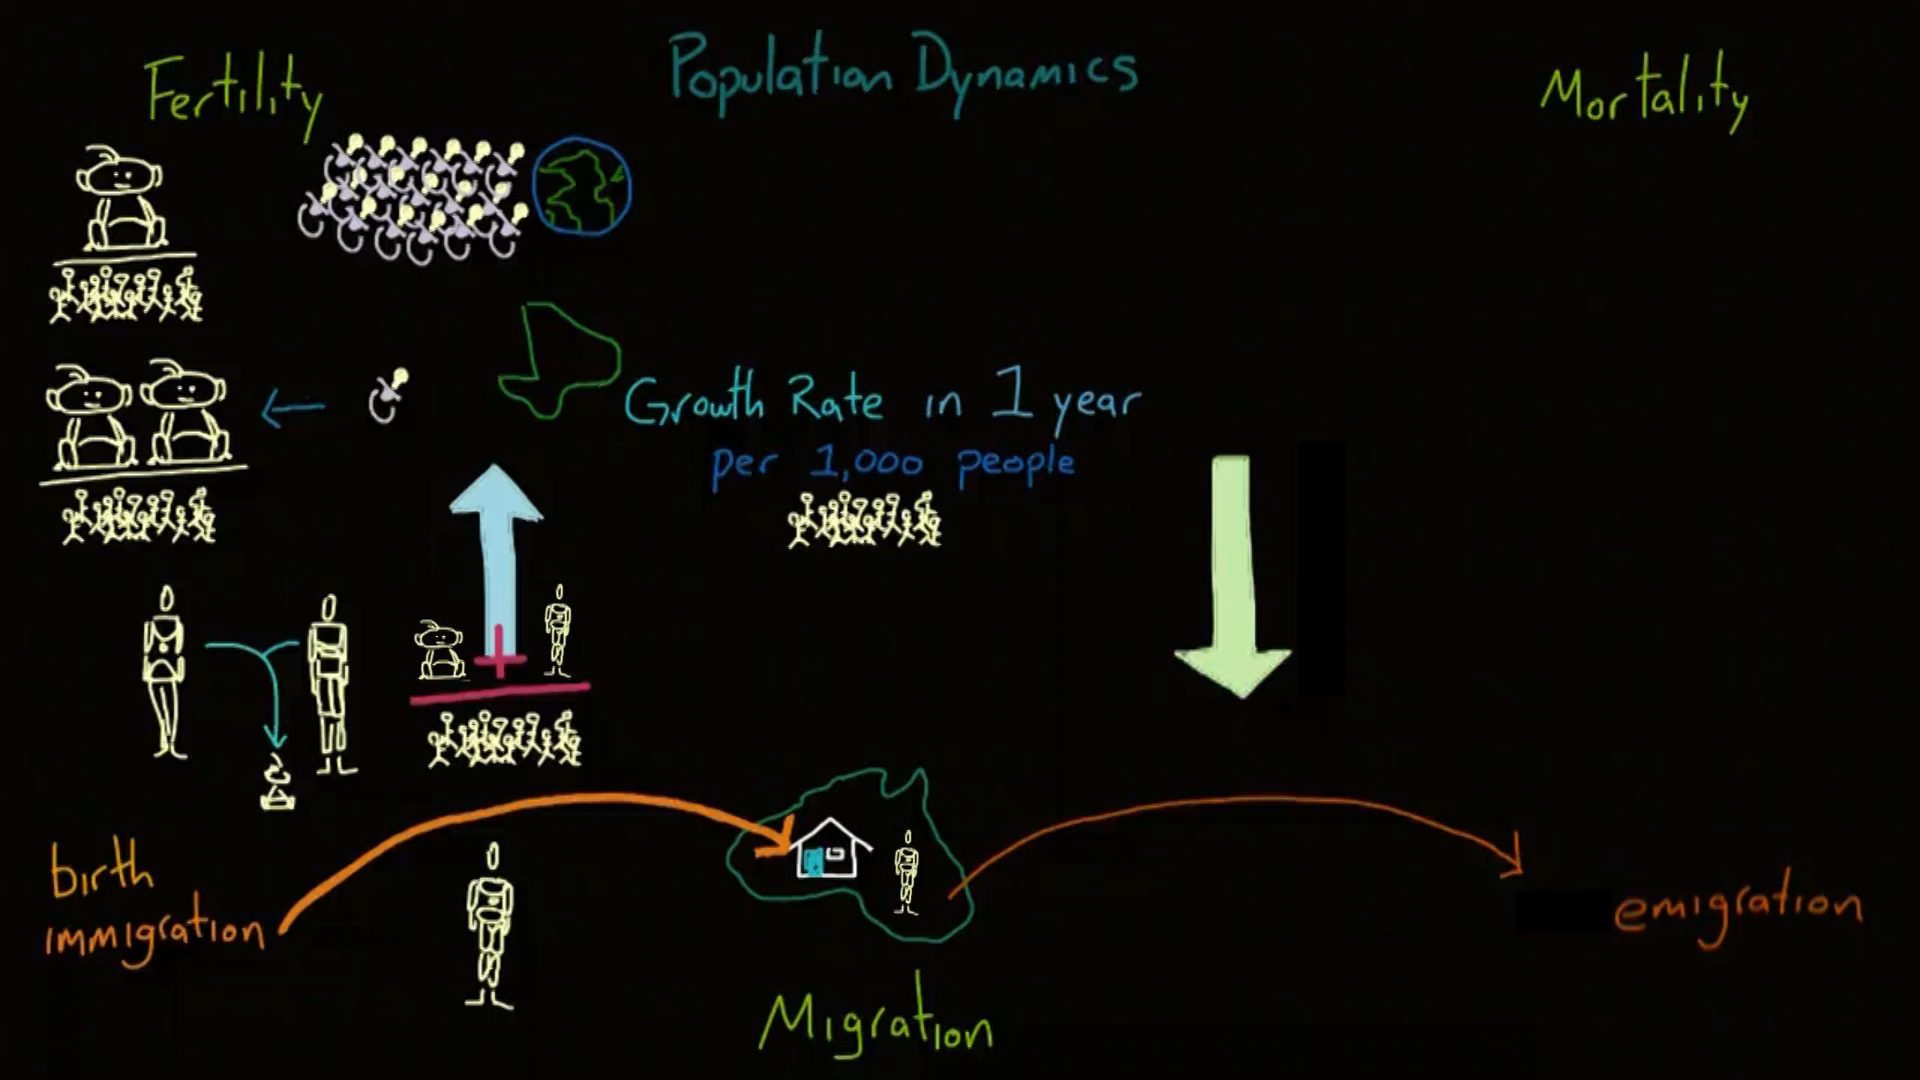 Population Dynamics
Fertility
Mortality
Growth Rate in 1 year
per 1,000 people
birth
immigration
emigration
Migration